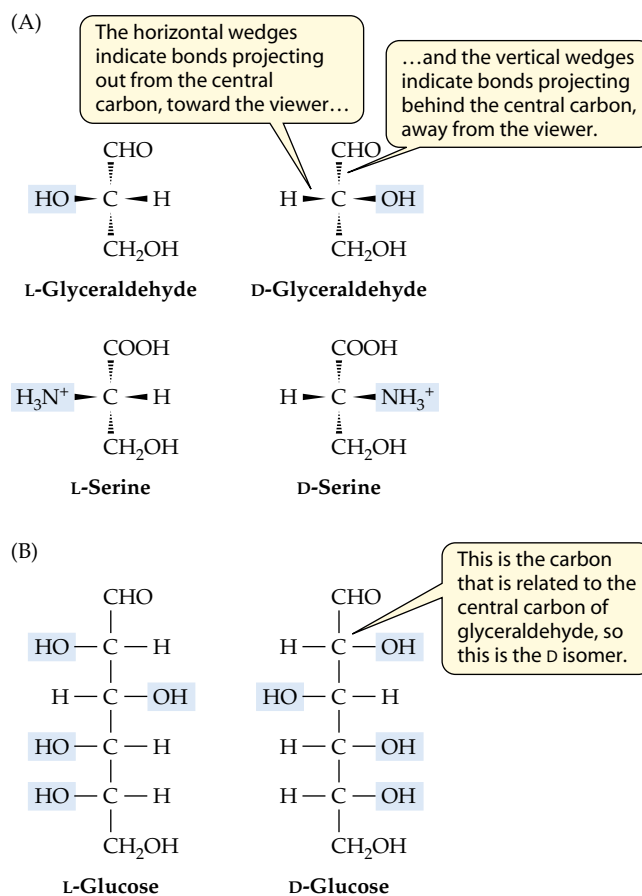 (A)
The horizontal wedges
indicate bonds projecting
out from the central
carbon, toward the viewer…
…and the vertical wedges
indicate bonds projecting
behind the central carbon,
away from the viewer.
CHO CHO
HO C H H C OH
CH₂OH CH₂OH
L-Glyceraldehyde D-Glyceraldehyde
COOH COOH
H₃N⁺ C H H C NH₃⁺
CH₂OH CH₂OH
L-Serine D-Serine
(B)
This is the carbon
that is related to the
central carbon of
glyceraldehyde, so
this is the D isomer.
CHO CHO
HO—C—H H—C—OH
H—C—OH HO—C—H
HO—C—H H—C—OH
HO—C—H H—C—OH
CH₂OH CH₂OH
L-Glucose D-Glucose